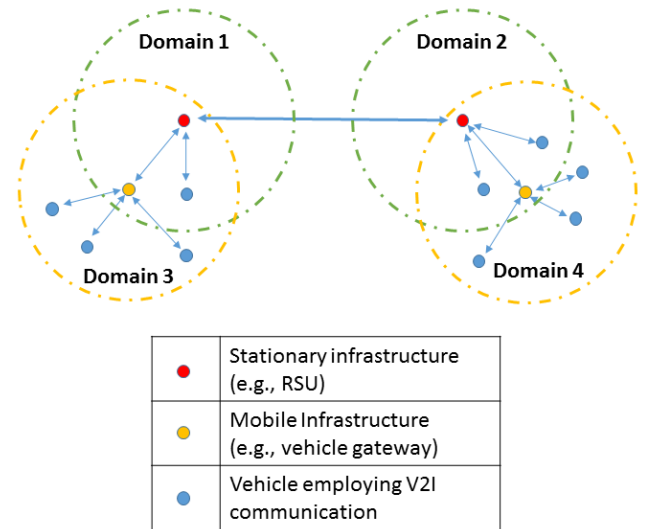 Domain 1
Domain 2
Domain 3
Domain 4
Stationary infrastructure
(e.g., RSU)
Mobile Infrastructure
(e.g., vehicle gateway)
Vehicle employing V2I
communication